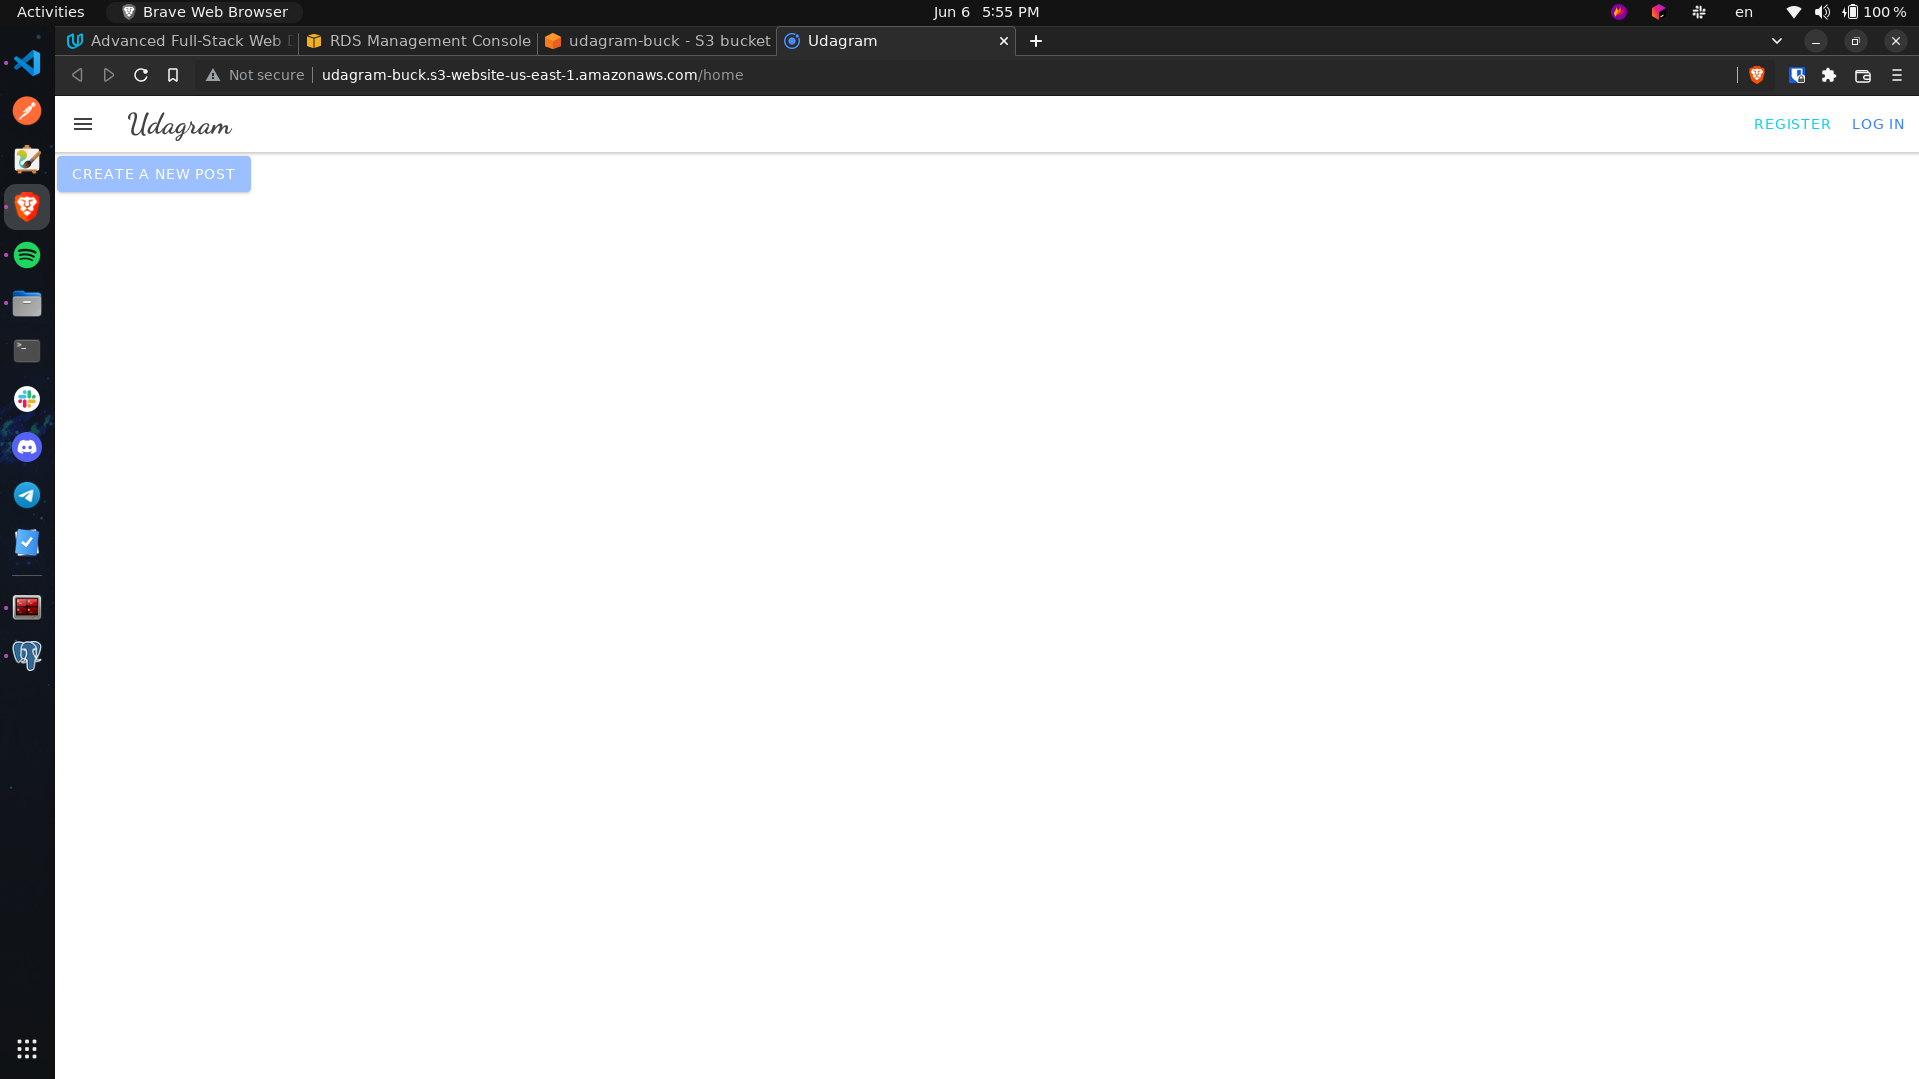 Activities Brave Web Browser Jun 6 5:55 PM en 100 %
Advanced Full-Stack Web RDS Management Console udagram-buck - S3 bucket Udagram
Not secure udagram-buck.s3-website-us-east-1.amazonaws.com/home
Udagram REGISTER LOG IN
CREATE A NEW POST